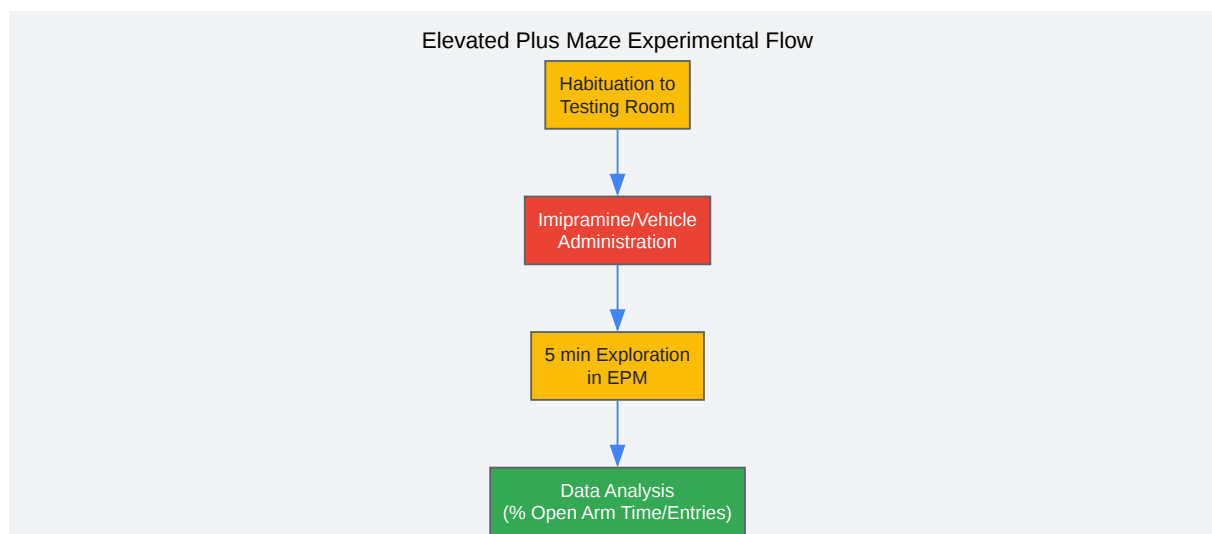 Elevated Plus Maze Experimental Flow
Habituation to
Testing Room
Imipramine/Vehicle
Administration
5 min Exploration
in EPM
Data Analysis
(% Open Arm Time/Entries)